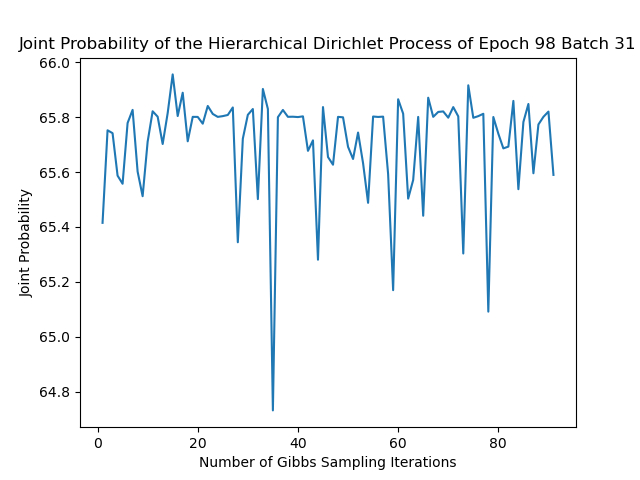 Joint Probability of the Hierarchical Dirichlet Process of Epoch 98 Batch 31
66.0
65.8
65.6
65.4
65.2
65.0
64.8
Joint Probability
0 20 40 60 80
Number of Gibbs Sampling Iterations